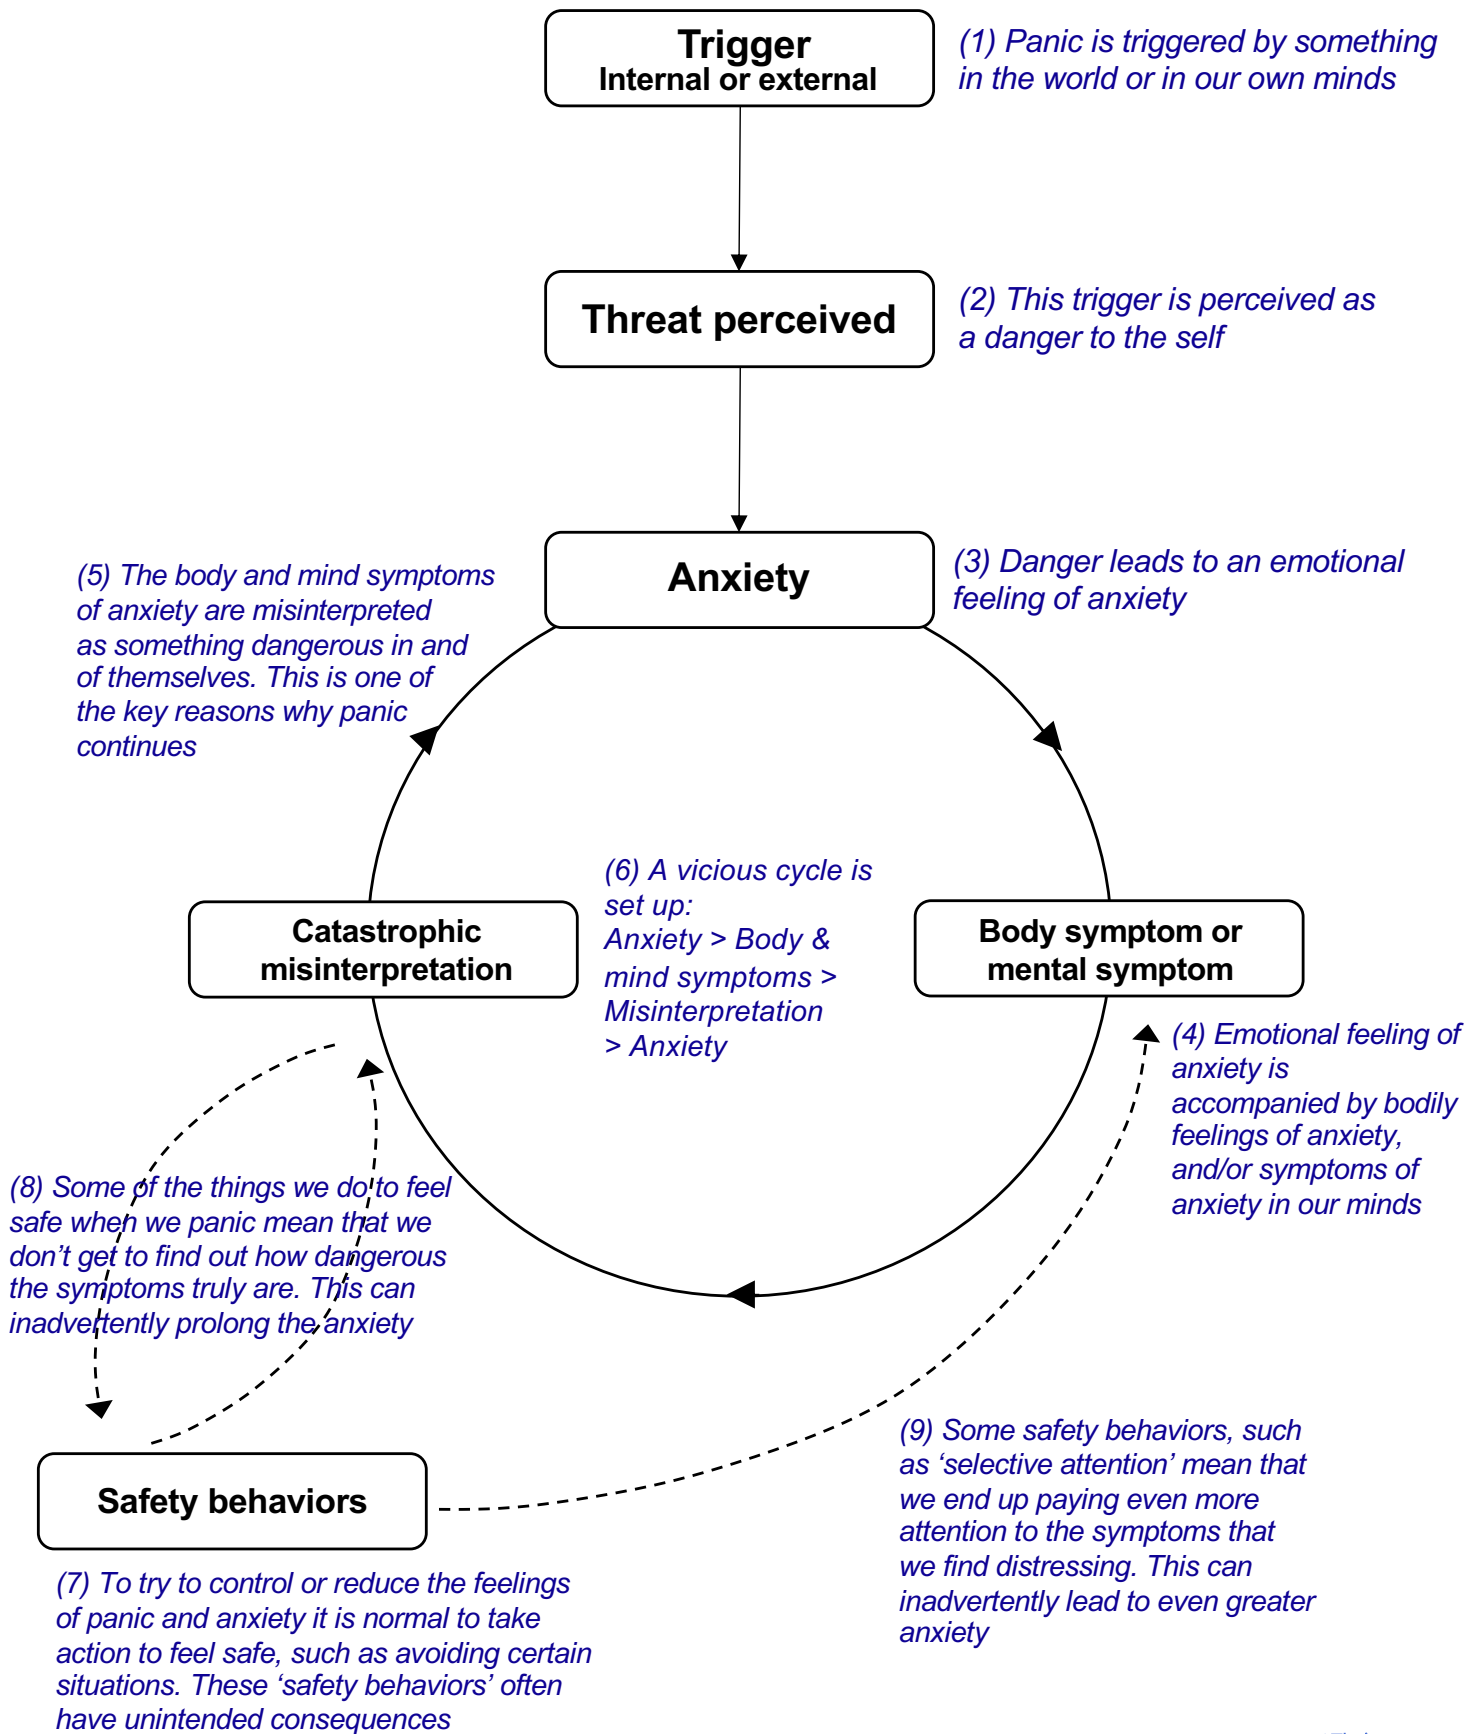 Trigger
Internal or external
(1) Panic is triggered by something
in the world or in our own minds
Threat perceived
(2) This trigger is perceived as
a danger to the self
Anxiety
(3) Danger leads to an emotional
feeling of anxiety
(5) The body and mind symptoms
of anxiety are misinterpreted
as something dangerous in and
of themselves. This is one of
the key reasons why panic
continues
(6) A vicious cycle is
set up:
Anxiety > Body &
mind symptoms >
Misinterpretation
> Anxiety
Catastrophic
misinterpretation
Body symptom or
mental symptom
(4) Emotional feeling of
anxiety is
accompanied by bodily
feelings of anxiety,
and/or symptoms of
anxiety in our minds
(8) Some of the things we do to feel
safe when we panic mean that we
don’t get to find out how dangerous
the symptoms truly are. This can
inadvertently prolong the anxiety
Safety behaviors
(9) Some safety behaviors, such
as ‘selective attention’ mean that
we end up paying even more
attention to the symptoms that
we find distressing. This can
inadvertently lead to even greater
anxiety
(7) To try to control or reduce the feelings
of panic and anxiety it is normal to take
action to feel safe, such as avoiding certain
situations. These ‘safety behaviors’ often
have unintended consequences